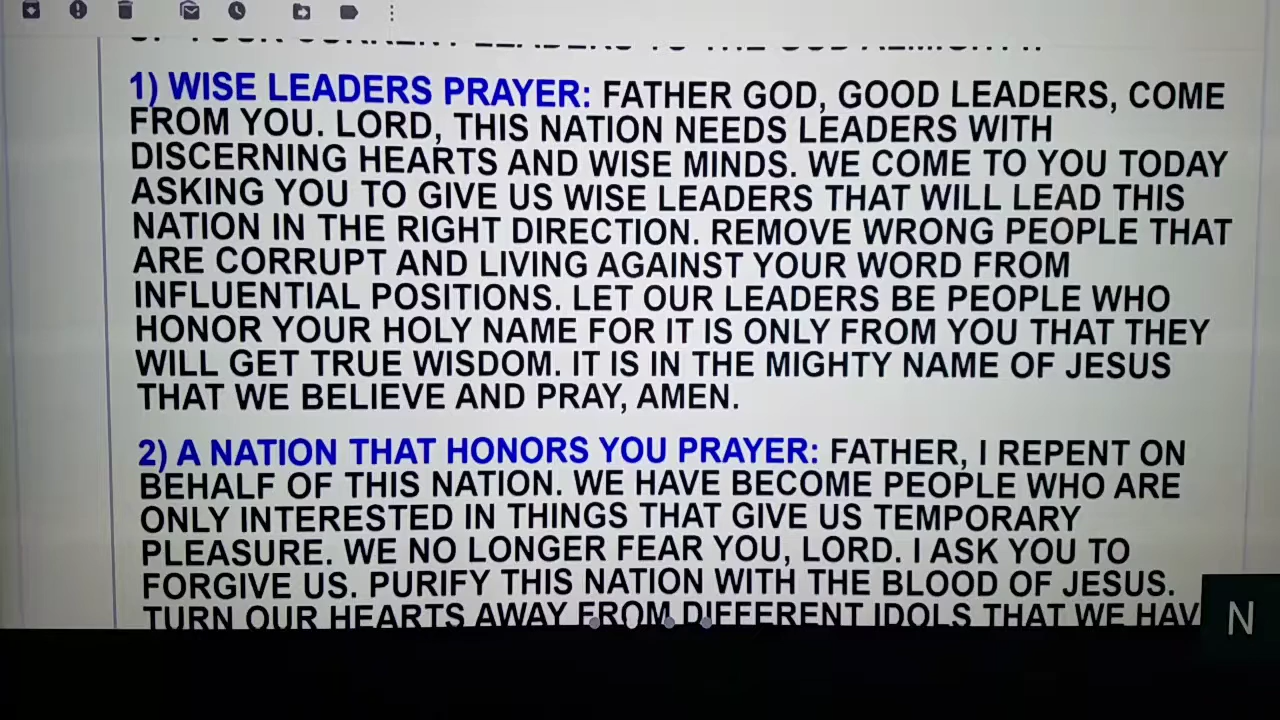 1) WISE LEADERS PRAYER: FATHER GOD, GOOD LEADERS, COME
FROM YOU. LORD, THIS NATION NEEDS LEADERS WITH
DISCERNING HEARTS AND WISE MINDS. WE COME TO YOU TODAY
ASKING YOU TO GIVE US WISE LEADERS THAT WILL LEAD THIS
NATION IN THE RIGHT DIRECTION. REMOVE WRONG PEOPLE THAT
ARE CORRUPT AND LIVING AGAINST YOUR WORD FROM
INFLUENTIAL POSITIONS. LET OUR LEADERS BE PEOPLE WHO
HONOR YOUR HOLY NAME FOR IT IS ONLY FROM YOU THAT THEY
WILL GET TRUE WISDOM. IT IS IN THE MIGHTY NAME OF JESUS
THAT WE BELIEVE AND PRAY, AMEN.
2) A NATION THAT HONORS YOU PRAYER: FATHER, I REPENT ON
BEHALF OF THIS NATION. WE HAVE BECOME PEOPLE WHO ARE
ONLY INTERESTED IN THINGS THAT GIVE US TEMPORARY
PLEASURE. WE NO LONGER FEAR YOU, LORD. I ASK YOU TO
FORGIVE US. PURIFY THIS NATION WITH THE BLOOD OF JESUS.
TURN OUR HEARTS AWAY FROM DIFFERENT IDOLS THAT WE HAV
N